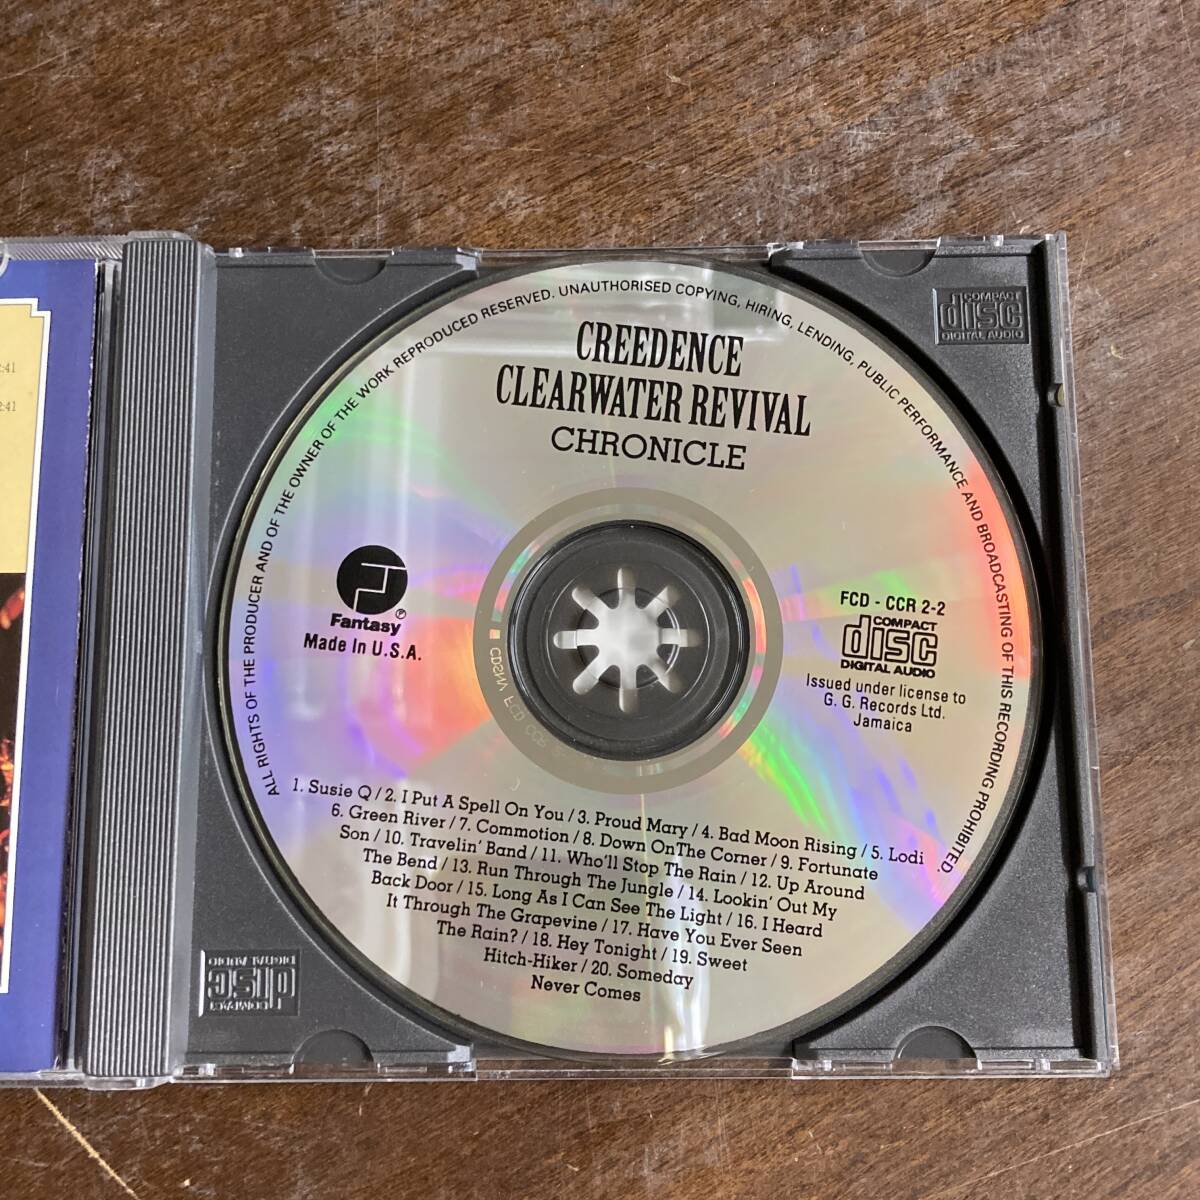 2:41
2:41
COMPACT
disc
DIGITAL AUDIO
ALL RIGHTS OF THE PRODUCER AND OF THE OWNER OF THE WORK REPRODUCED RESERVED. UNAUTHORISED COPYING, HIRING, LENDING, PUBLIC PERFORMANCE AND BROADCASTING OF THIS RECORDING PROHIBITED.
CREEDENCE
CLEARWATER REVIVAL
CHRONICLE
Fantasy ®
Made In U.S.A.
FCD - CCR 2-2
COMPACT
disc
DIGITAL AUDIO
Issued under license to
G. G. Records Ltd.
Jamaica
1. Susie Q / 2. I Put A Spell On You / 3. Proud Mary / 4. Bad Moon Rising / 5. Lodi
6. Green River / 7. Commotion / 8. Down OnThe Corner / 9. Fortunate
Son / 10. Travelin' Band / 11. Who'll Stop The Rain / 12. Up Around
The Bend / 13. Run Through The Jungle / 14. Lookin' Out My
Back Door / 15. Long As I Can See The Light / 16. I Heard
It Through The Grapevine / 17. Have You Ever Seen
The Rain? / 18. Hey Tonight / 19. Sweet
Hitch-Hiker / 20. Someday
Never Comes
COMPACT
disc
DIGITAL AUDIO